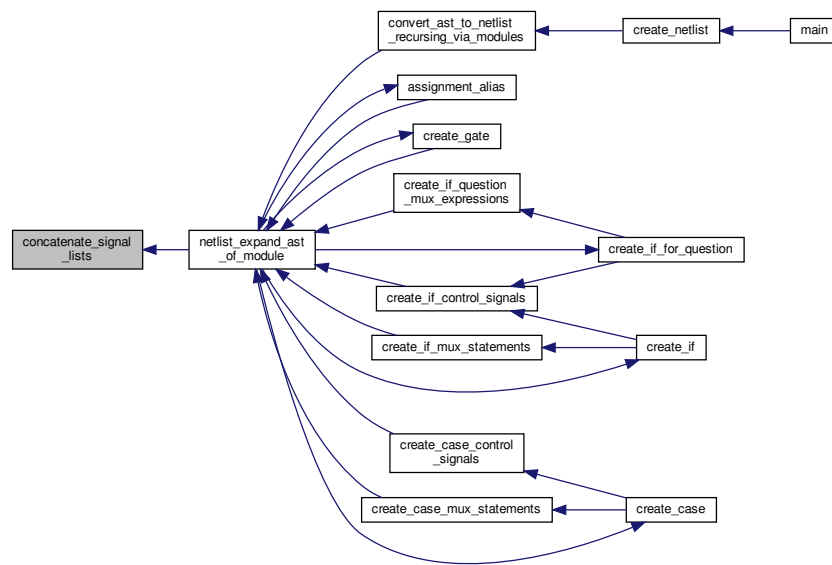 convert_ast_to_netlist
_recursing_via_modules
create_netlist
main
assignment_alias
create_gate
create_if_question
_mux_expressions
concatenate_signal
_lists
netlist_expand_ast
_of_module
create_if_for_question
create_if_control_signals
create_if_mux_statements
create_if
create_case_control
_signals
create_case_mux_statements
create_case